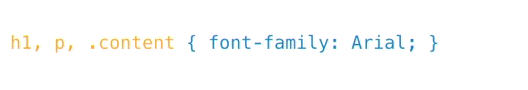 h1, p, .content { font-family: Arial; }